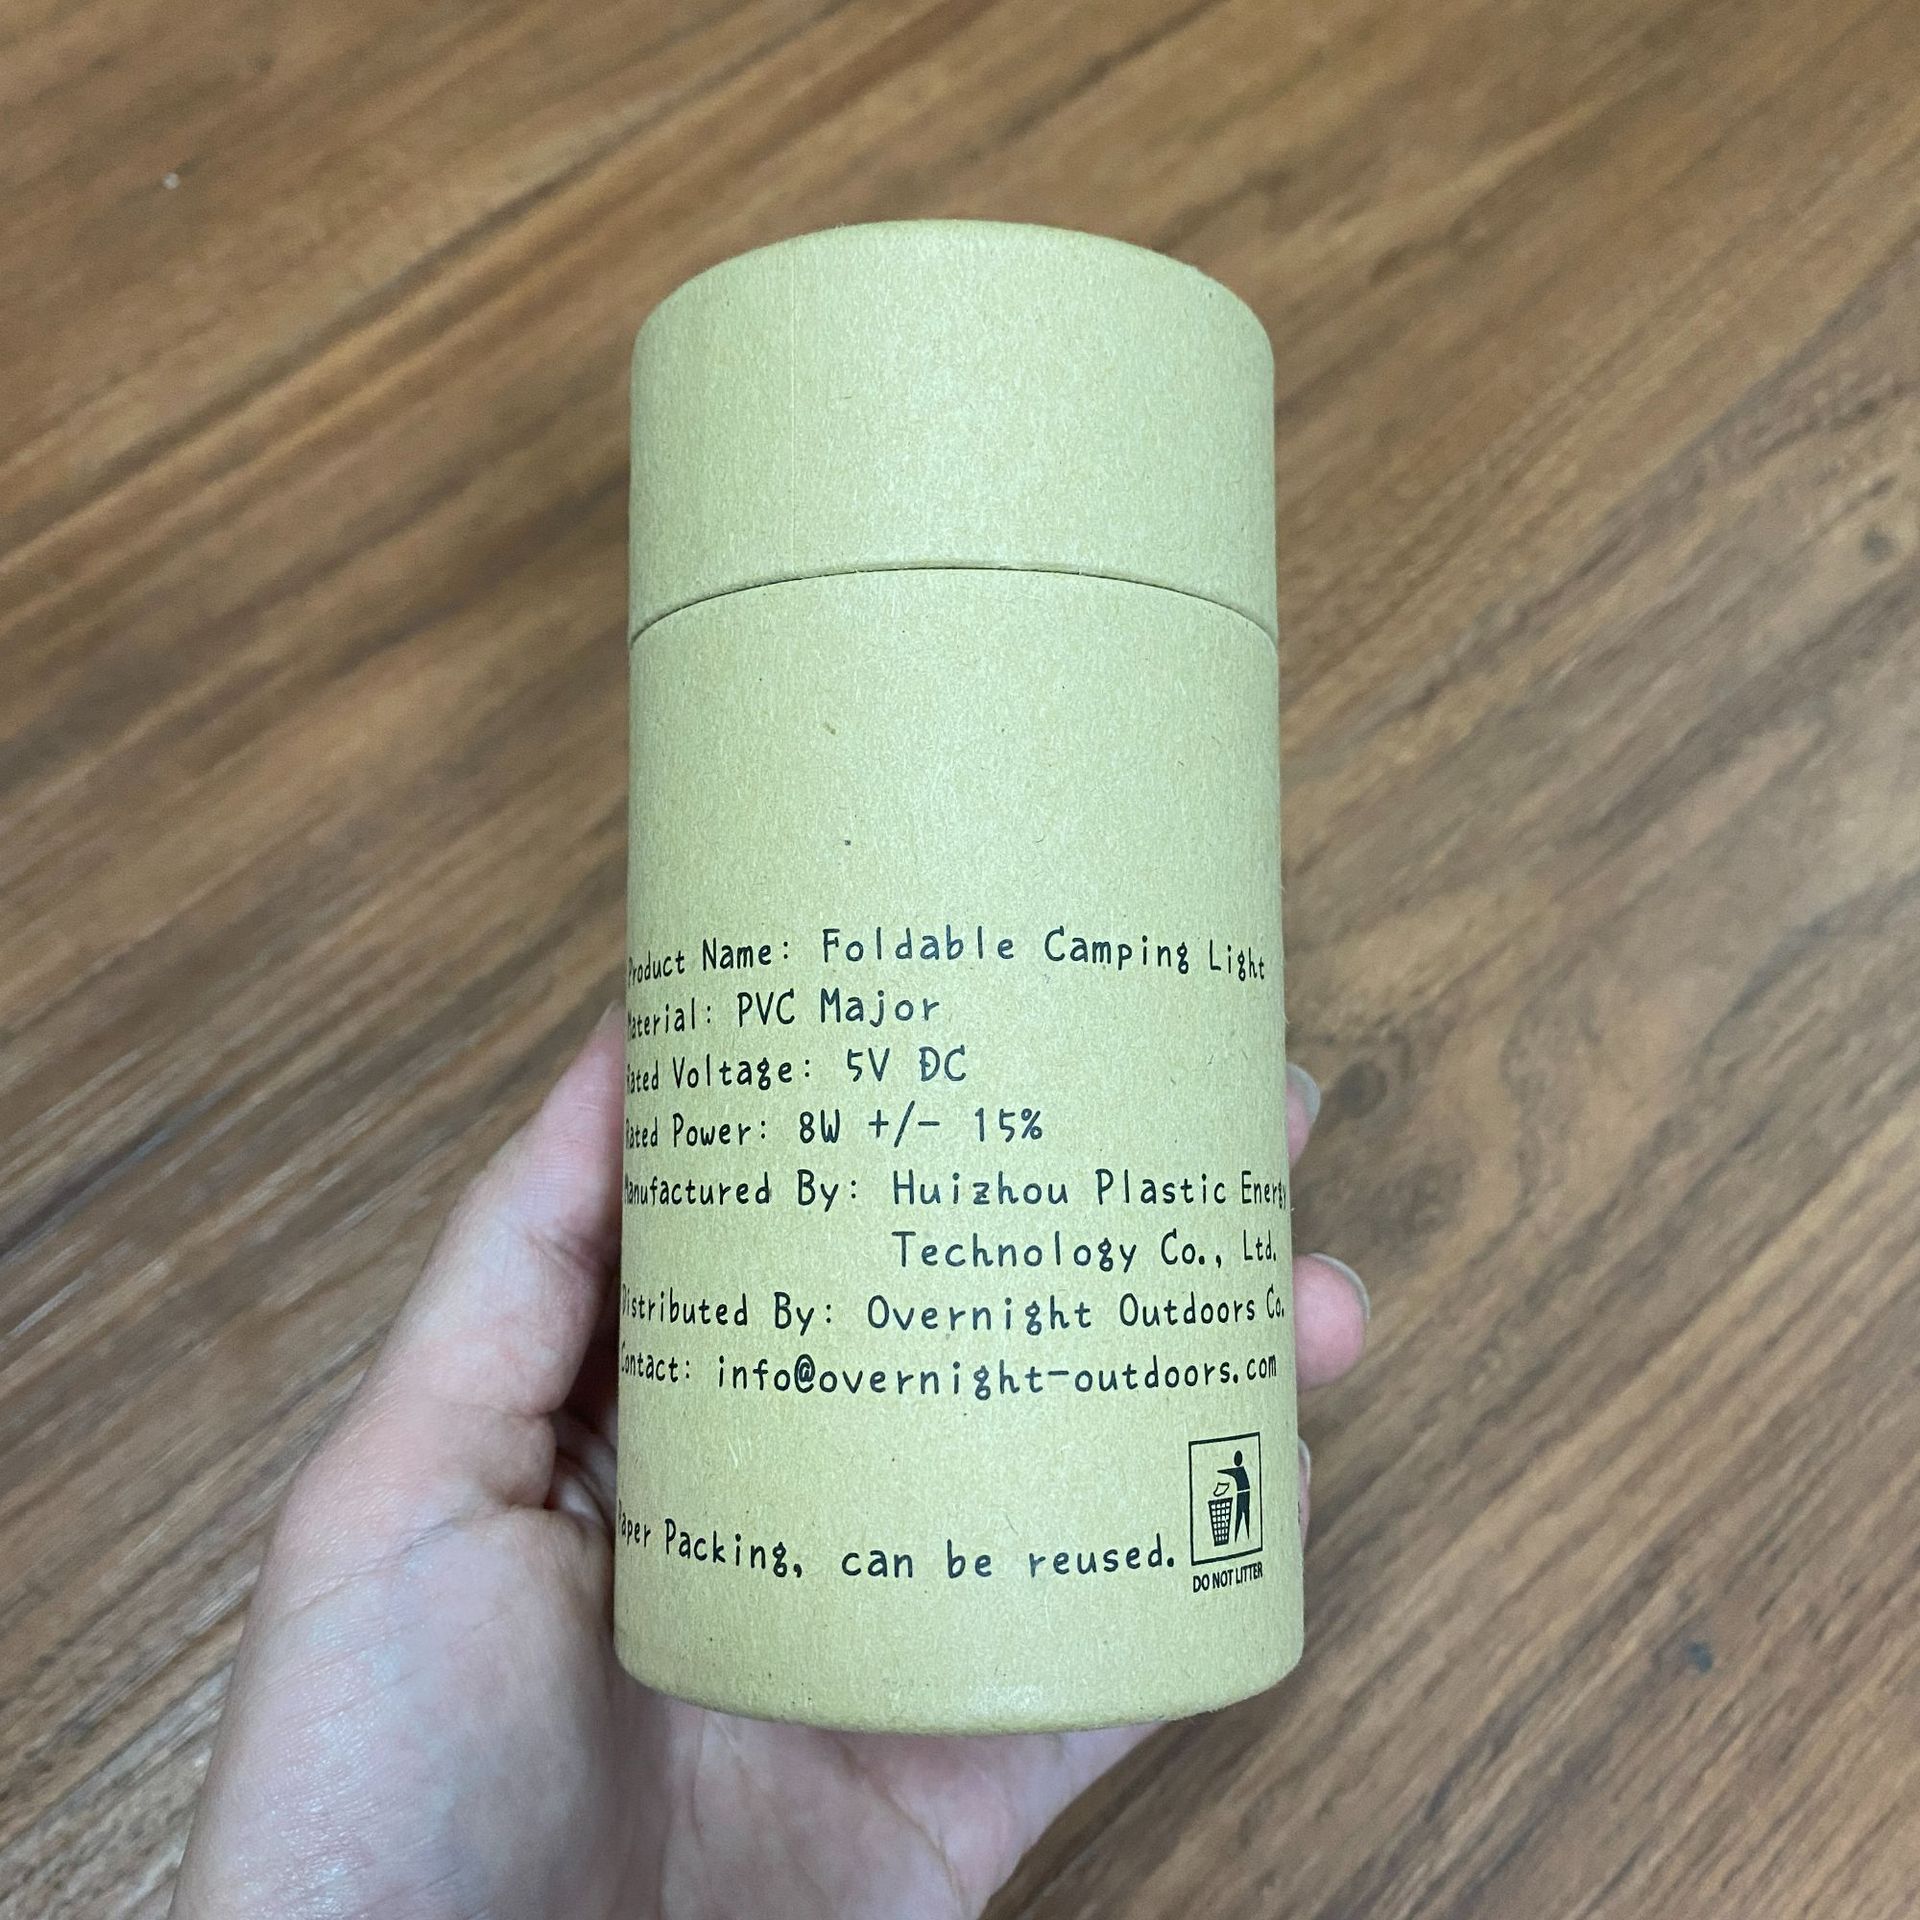 Product Name: Foldable Camping Light
Material: PVC Major
Rated Voltage: 5V DC
Rated Power: 8W +/- 15%
Manufactured By: Huizhou Plastic Energy
Technology Co., Ltd.
Distributed By: Overnight Outdoors Co.
Contact: info@overnight-outdoors.com
Paper Packing, can be reused.
DO NOT LITTER